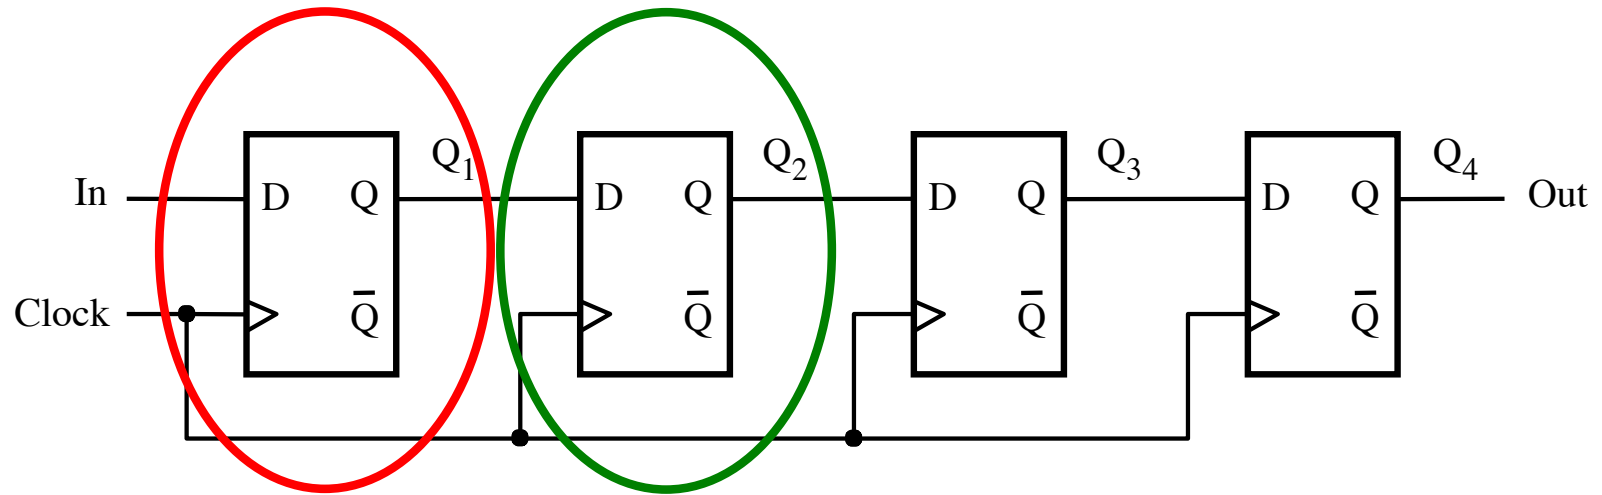 Q₁ Q₂ Q₃ Q₄
In D Q D Q D Q D Q Out
Clock Q̅ Q̅ Q̅ Q̅